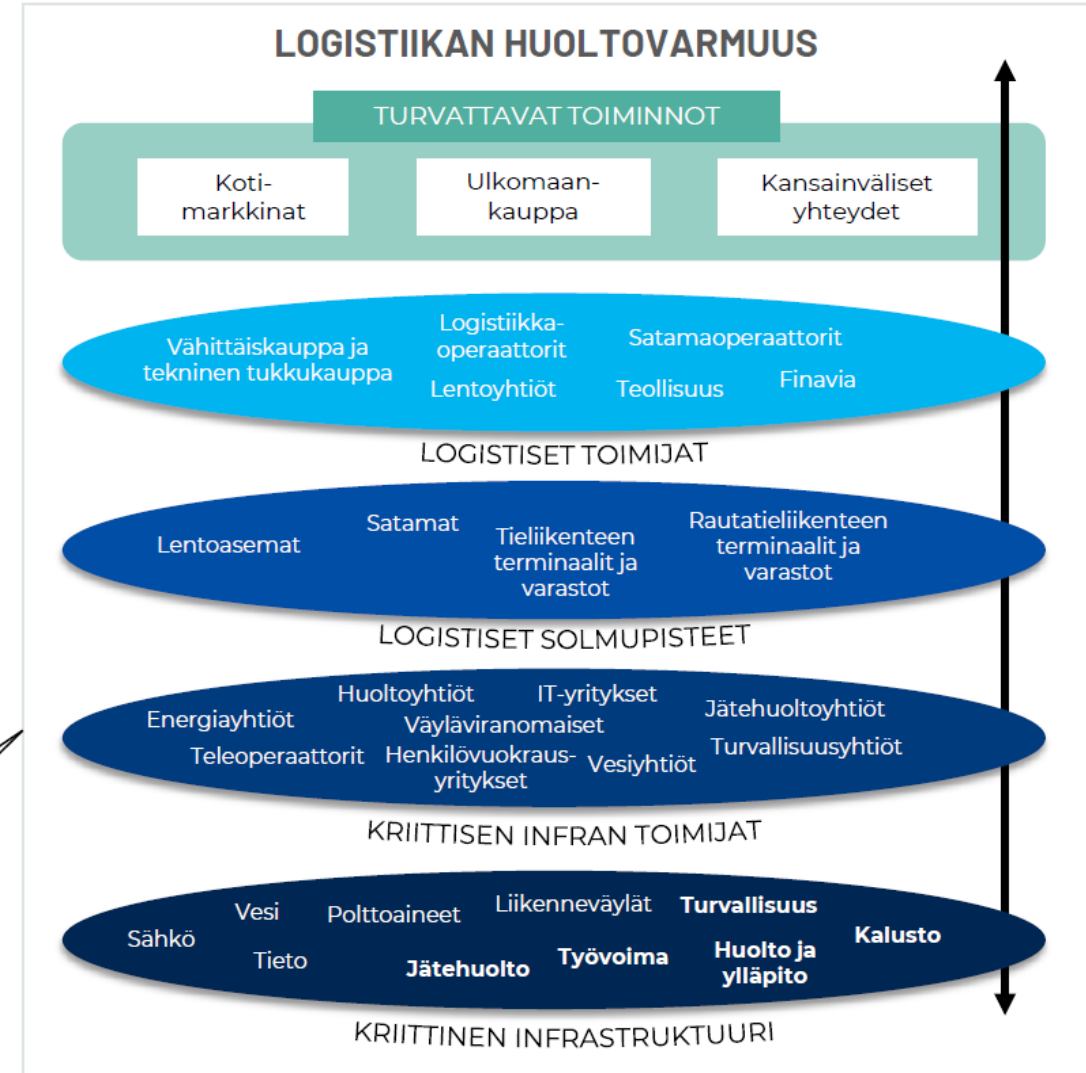 LOGISTIIKAN HUOLTOVARMUUS
TURVATTAVAT TOIMINNOT
Koti-
markkinat
Ulkomaan-
kauppa
Kansainväliset
yhteydet
Vähittäiskauppa ja
tekninen tukkukauppa
Logistiikka-
operaattorit
Satamaoperaattorit
Lentoyhtiöt
Teollisuus
Finavia
LOGISTISET TOIMIJAT
Lentoasemat
Satamat
Tieliikenteen
terminaalit ja
varastot
Rautatieliikenteen
terminaalit ja
varastot
LOGISTISET SOLMUPISTEET
Energiayhtiöt
Huoltoyhtiöt
IT-yritykset
Jätehuoltoyhtiöt
Väyläviranomaiset
Teleoperaattorit
Henkilövuokraus-
yritykset
Vesiyhtiöt
Turvallisuusyhtiöt
KRIITTISEN INFRAN TOIMIJAT
Sähkö
Vesi
Polttoaineet
Liikenneväylät
Turvallisuus
Kalusto
Tieto
Jätehuolto
Työvoima
Huolto ja
ylläpito
KRIITTINEN INFRASTRUKTUURI